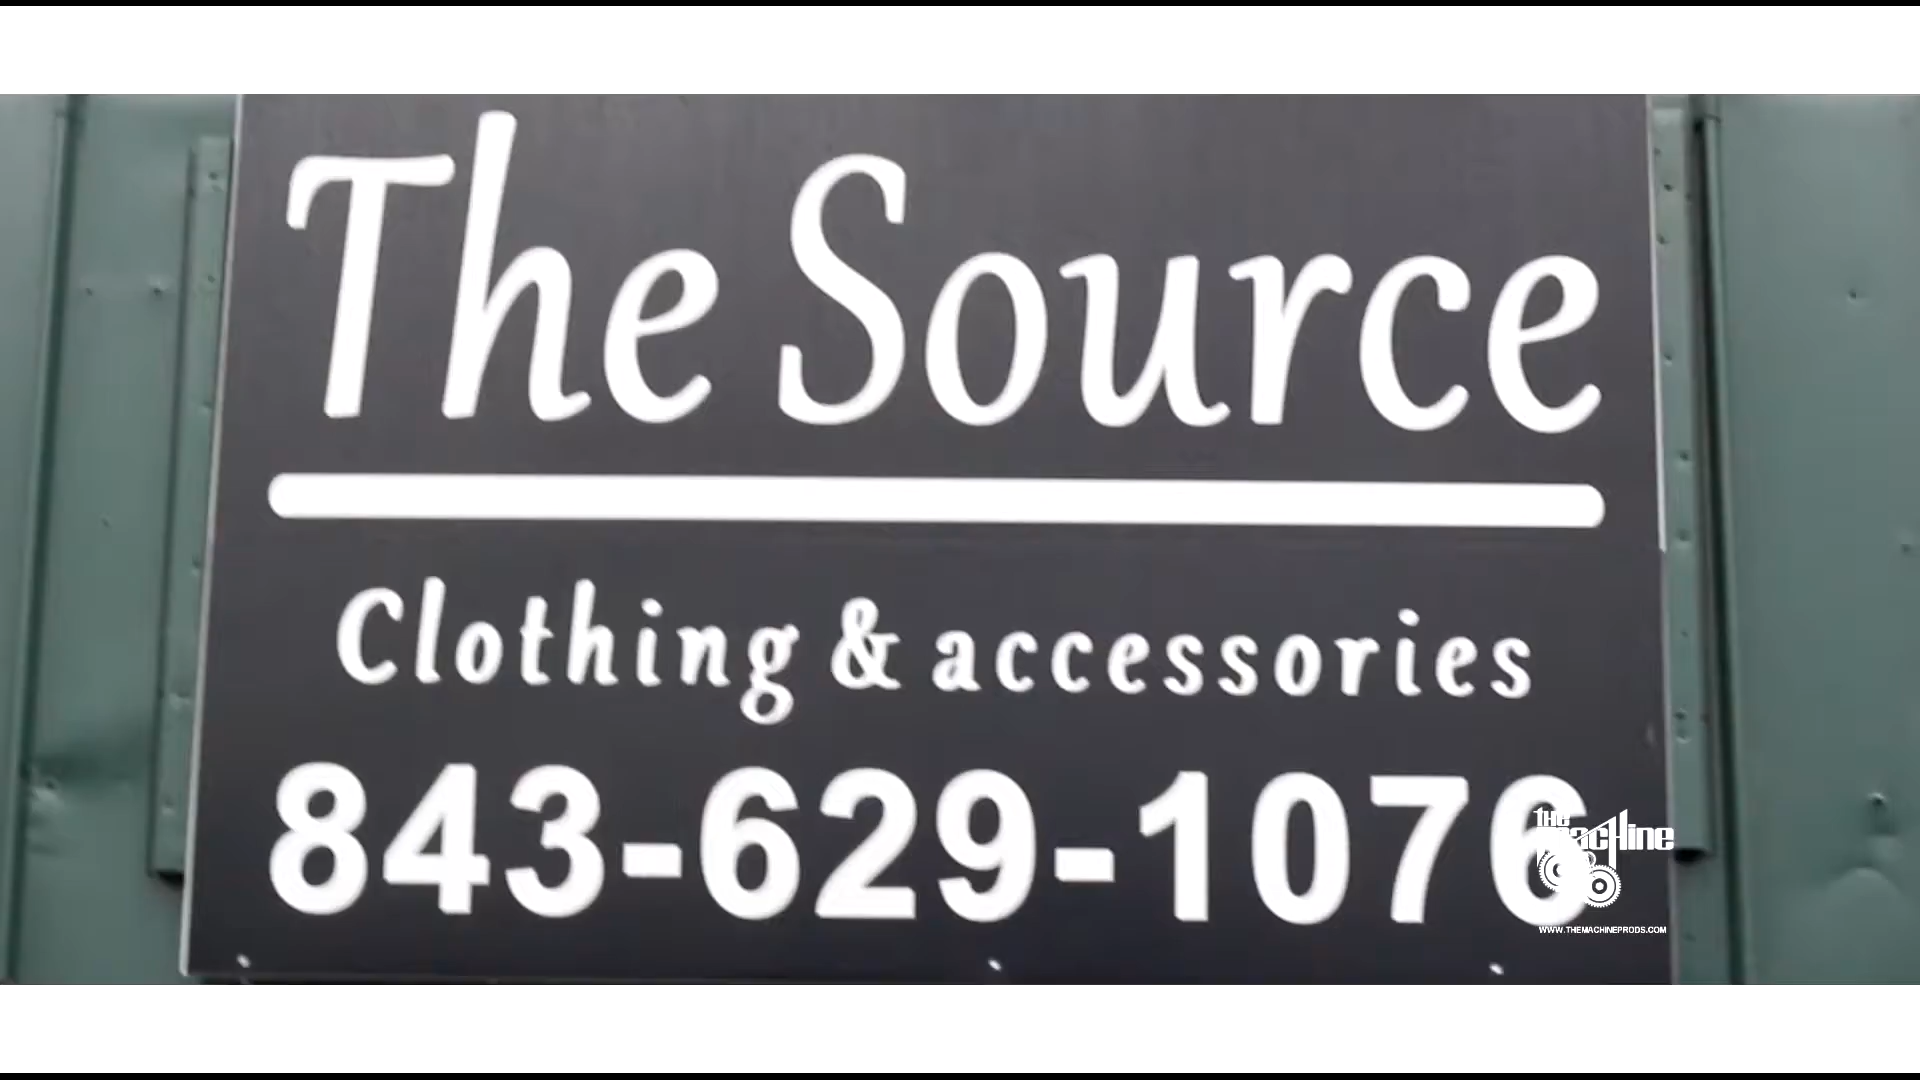 The Source
Clothing & accessories
843-629-1076
THE
macHine
WWW.THEMACHINEPRODS.COM